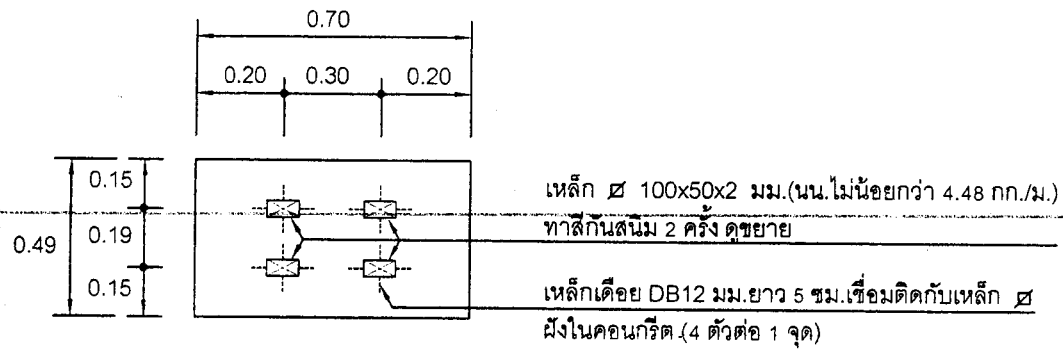 0.70
0.20 0.30 0.20
0.15
0.49
0.19
0.15
เหล็ก ⌷ 100x50x2 มม.(นน.ไม่น้อยกว่า 4.48 กก./ม.)
ทาสีกันสนิม 2 ครั้ง ดูขยาย
เหล็กเดือย DB12 มม.ยาว 5 ซม.เชื่อมติดกับเหล็ก ⌷
ฝังในคอนกรีต (4 ตัวต่อ 1 จุด)